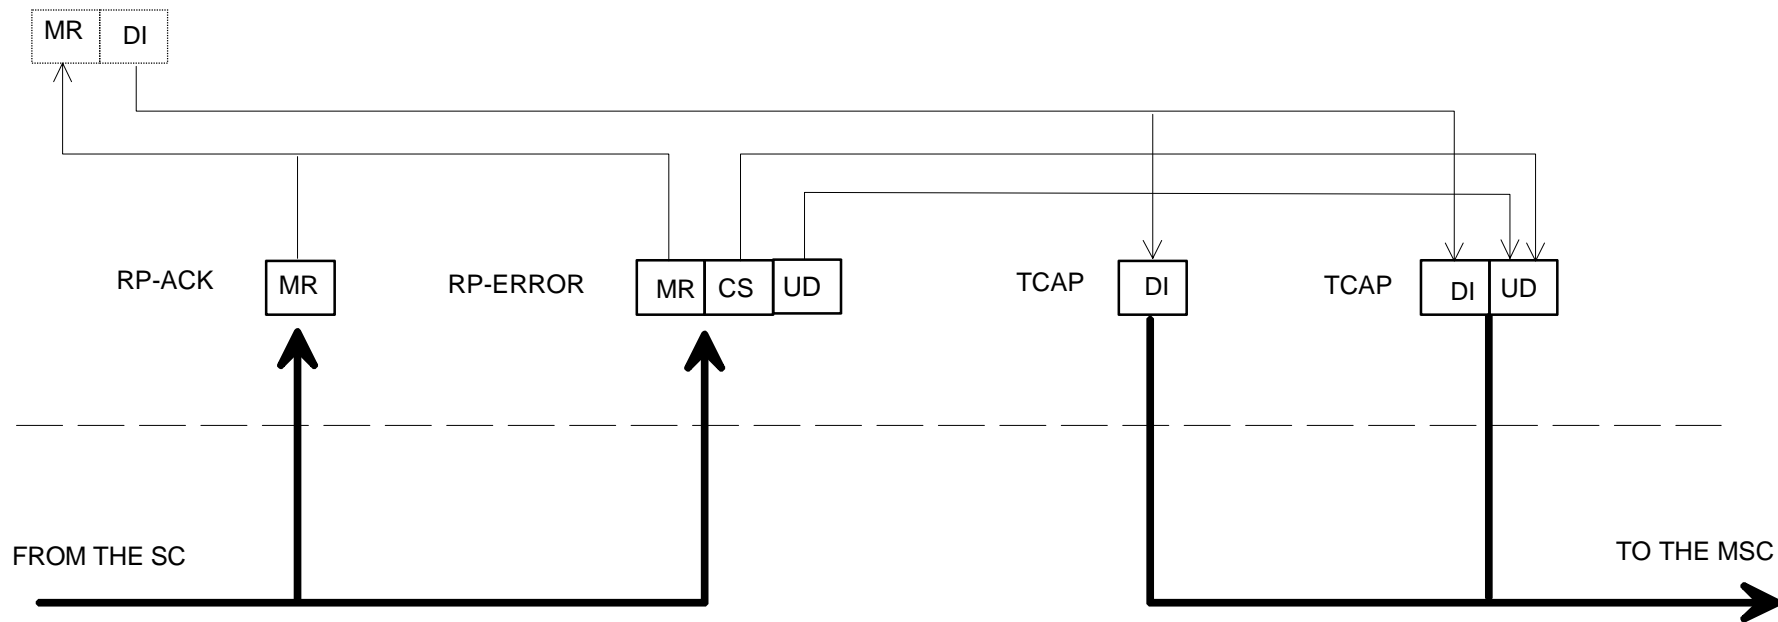 MR DI
RP-ACK MR RP-ERROR MR CS UD TCAP DI TCAP DI UD
FROM THE SC TO THE MSC